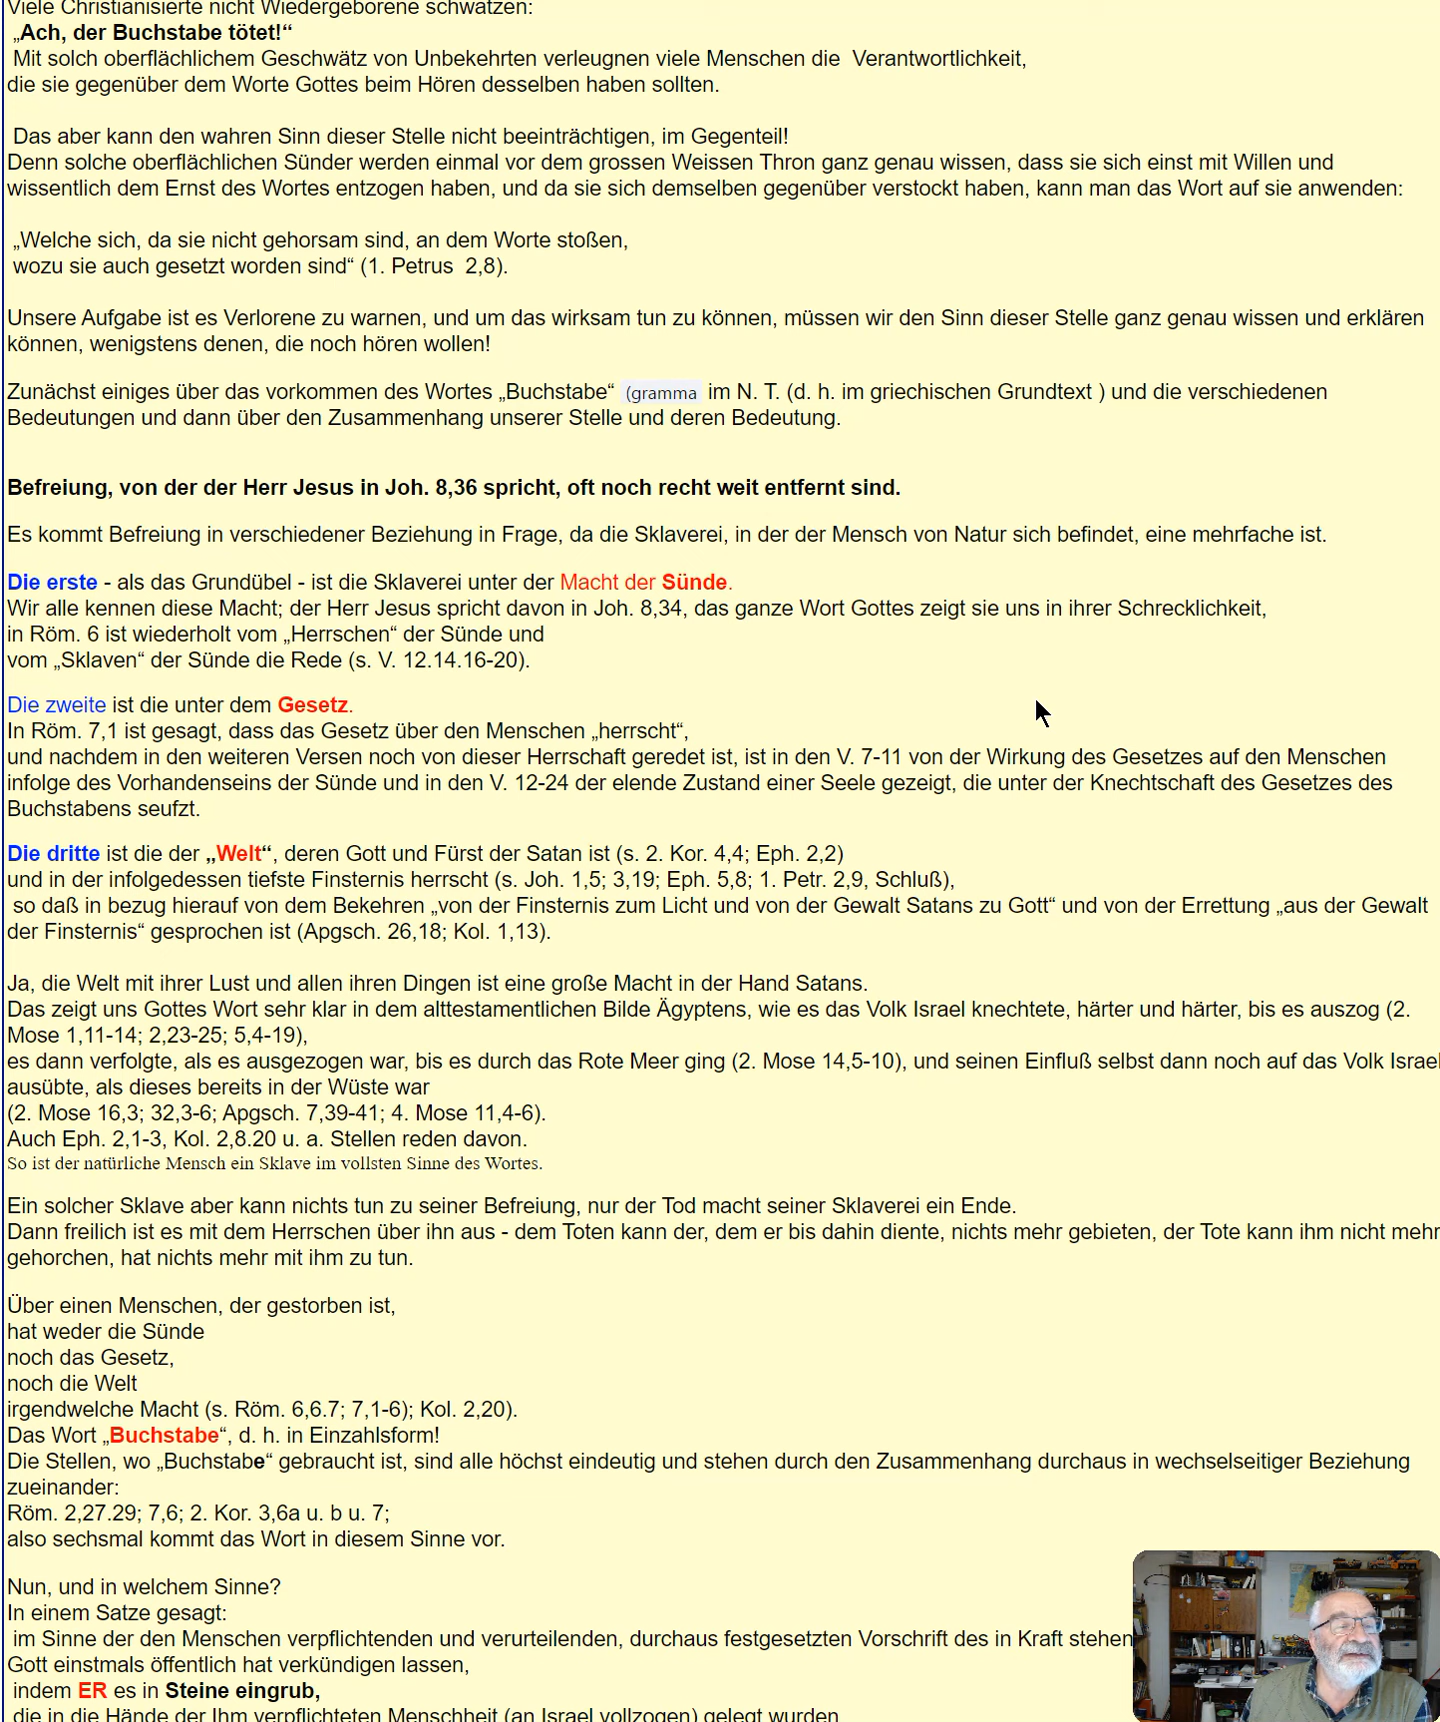 Viele Christianisierte nicht Wiedergeborene schwatzen:
„Ach, der Buchstabe tötet!“
Mit solch oberflächlichem Geschwätz von Unbekehrten verleugnen viele Menschen die Verantwortlichkeit,
die sie gegenüber dem Worte Gottes beim Hören desselben haben sollten.
Das aber kann den wahren Sinn dieser Stelle nicht beeinträchtigen, im Gegenteil!
Denn solche oberflächlichen Sünder werden einmal vor dem grossen Weissen Thron ganz genau wissen, dass sie sich einst mit Willen und
wissentlich dem Ernst des Wortes entzogen haben, und da sie sich demselben gegenüber verstockt haben, kann man das Wort auf sie anwenden:
„Welche sich, da sie nicht gehorsam sind, an dem Worte stoßen,
wozu sie auch gesetzt worden sind“ (1. Petrus 2,8).
Unsere Aufgabe ist es Verlorene zu warnen, und um das wirksam tun zu können, müssen wir den Sinn dieser Stelle ganz genau wissen und erklären
können, wenigstens denen, die noch hören wollen!
Zunächst einiges über das vorkommen des Wortes „Buchstabe“ (gramma im N. T. (d. h. im griechischen Grundtext ) und die verschiedenen
Bedeutungen und dann über den Zusammenhang unserer Stelle und deren Bedeutung.
Befreiung, von der der Herr Jesus in Joh. 8,36 spricht, oft noch recht weit entfernt sind.
Es kommt Befreiung in verschiedener Beziehung in Frage, da die Sklaverei, in der der Mensch von Natur sich befindet, eine mehrfache ist.
Die erste - als das Grundübel - ist die Sklaverei unter der Macht der Sünde.
Wir alle kennen diese Macht; der Herr Jesus spricht davon in Joh. 8,34, das ganze Wort Gottes zeigt sie uns in ihrer Schrecklichkeit,
in Röm. 6 ist wiederholt vom „Herrschen“ der Sünde und
vom „Sklaven“ der Sünde die Rede (s. V. 12.14.16-20).
Die zweite ist die unter dem Gesetz.
In Röm. 7,1 ist gesagt, dass das Gesetz über den Menschen „herrscht“,
und nachdem in den weiteren Versen noch von dieser Herrschaft geredet ist, ist in den V. 7-11 von der Wirkung des Gesetzes auf den Menschen
infolge des Vorhandenseins der Sünde und in den V. 12-24 der elende Zustand einer Seele gezeigt, die unter der Knechtschaft des Gesetzes des
Buchstabens seufzt.
Die dritte ist die der „Welt“, deren Gott und Fürst der Satan ist (s. 2. Kor. 4,4; Eph. 2,2)
und in der infolgedessen tiefste Finsternis herrscht (s. Joh. 1,5; 3,19; Eph. 5,8; 1. Petr. 2,9, Schluß),
so daß in bezug hierauf von dem Bekehren „von der Finsternis zum Licht und von der Gewalt Satans zu Gott“ und von der Errettung „aus der Gewalt
der Finsternis“ gesprochen ist (Apgsch. 26,18; Kol. 1,13).
Ja, die Welt mit ihrer Lust und allen ihren Dingen ist eine große Macht in der Hand Satans.
Das zeigt uns Gottes Wort sehr klar in dem alttestamentlichen Bilde Ägyptens, wie es das Volk Israel knechtete, härter und härter, bis es auszog (2.
Mose 1,11-14; 2,23-25; 5,4-19),
es dann verfolgte, als es ausgezogen war, bis es durch das Rote Meer ging (2. Mose 14,5-10), und seinen Einfluß selbst dann noch auf das Volk Israel
ausübte, als dieses bereits in der Wüste war
(2. Mose 16,3; 32,3-6; Apgsch. 7,39-41; 4. Mose 11,4-6).
Auch Eph. 2,1-3, Kol. 2,8.20 u. a. Stellen reden davon.
So ist der natürliche Mensch ein Sklave im vollsten Sinne des Wortes.
Ein solcher Sklave aber kann nichts tun zu seiner Befreiung, nur der Tod macht seiner Sklaverei ein Ende.
Dann freilich ist es mit dem Herrschen über ihn aus - dem Toten kann der, dem er bis dahin diente, nichts mehr gebieten, der Tote kann ihm nicht mehr
gehorchen, hat nichts mehr mit ihm zu tun.
Über einen Menschen, der gestorben ist,
hat weder die Sünde
noch das Gesetz,
noch die Welt
irgendwelche Macht (s. Röm. 6,6.7; 7,1-6); Kol. 2,20).
Das Wort „Buchstabe“, d. h. in Einzahlsform!
Die Stellen, wo „Buchstabe“ gebraucht ist, sind alle höchst eindeutig und stehen durch den Zusammenhang durchaus in wechselseitiger Beziehung
zueinander:
Röm. 2,27.29; 7,6; 2. Kor. 3,6a u. b u. 7;
also sechsmal kommt das Wort in diesem Sinne vor.
Nun, und in welchem Sinne?
In einem Satze gesagt:
im Sinne der den Menschen verpflichtenden und verurteilenden, durchaus festgesetzten Vorschrift des in Kraft stehen
Gott einstmals öffentlich hat verkündigen lassen,
indem ER es in Steine eingrub,
die in die Hände der Ihm verpflichteten Menschheit (an Israel vollzogen) gelegt wurden